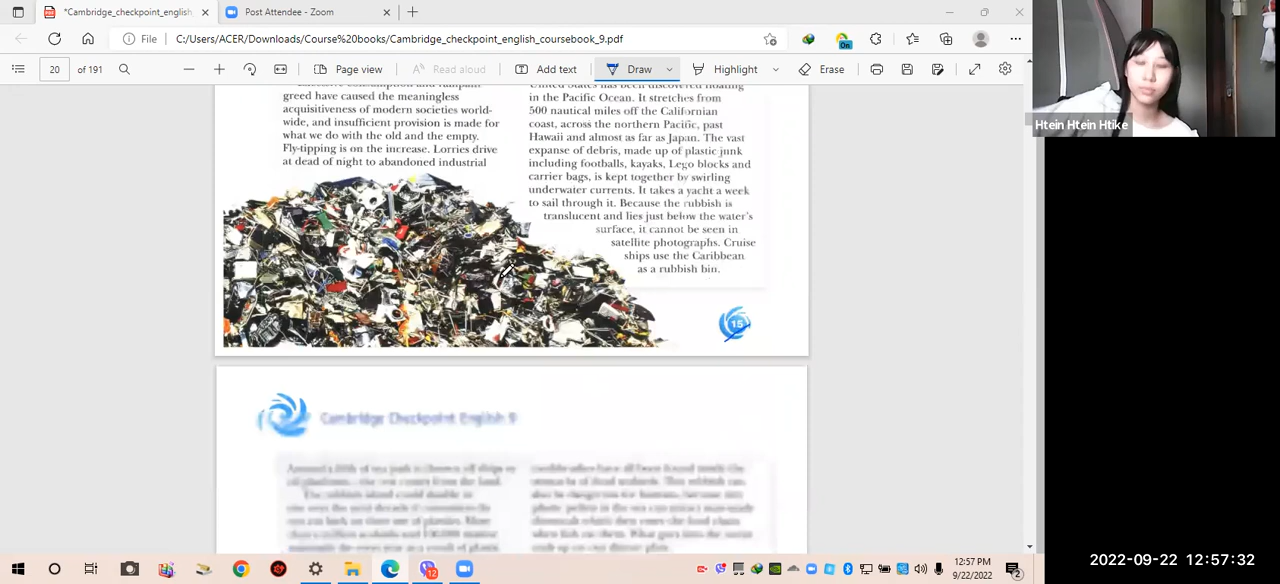 *Cambridge_checkpoint_english
Post Attendee - Zoom
File
C:/Users/ACER/Downloads/Course%20books/Cambridge_checkpoint_english_coursebook_9.pdf
20 of 191
Page view
Read aloud
Add text
Draw
Highlight
Erase
Htein Htein Htike
greed have caused the meaningless
acquisitiveness of modern societies world-
wide, and insufficient provision is made for
what we do with the old and the empty.
Fly-tipping is on the increase. Lorries drive
at dead of night to abandoned industrial
United States has been discovered floating
in the Pacific Ocean. It stretches from
500 nautical miles off the Californian
coast, across the northern Pacific, past
Hawaii and almost as far as Japan. The vast
expanse of debris, made up of plastic junk
including footballs, kayaks, Lego blocks and
carrier bags, is kept together by swirling
underwater currents. It takes a yacht a week
to sail through it. Because the rubbish is
translucent and lies just below the water's
surface, it cannot be seen in
satellite photographs. Cruise
ships use the Caribbean
as a rubbish bin.
15
Cambridge Checkpoint English 9
12:57 PM
9/22/2022
2022-09-22 12:57:32